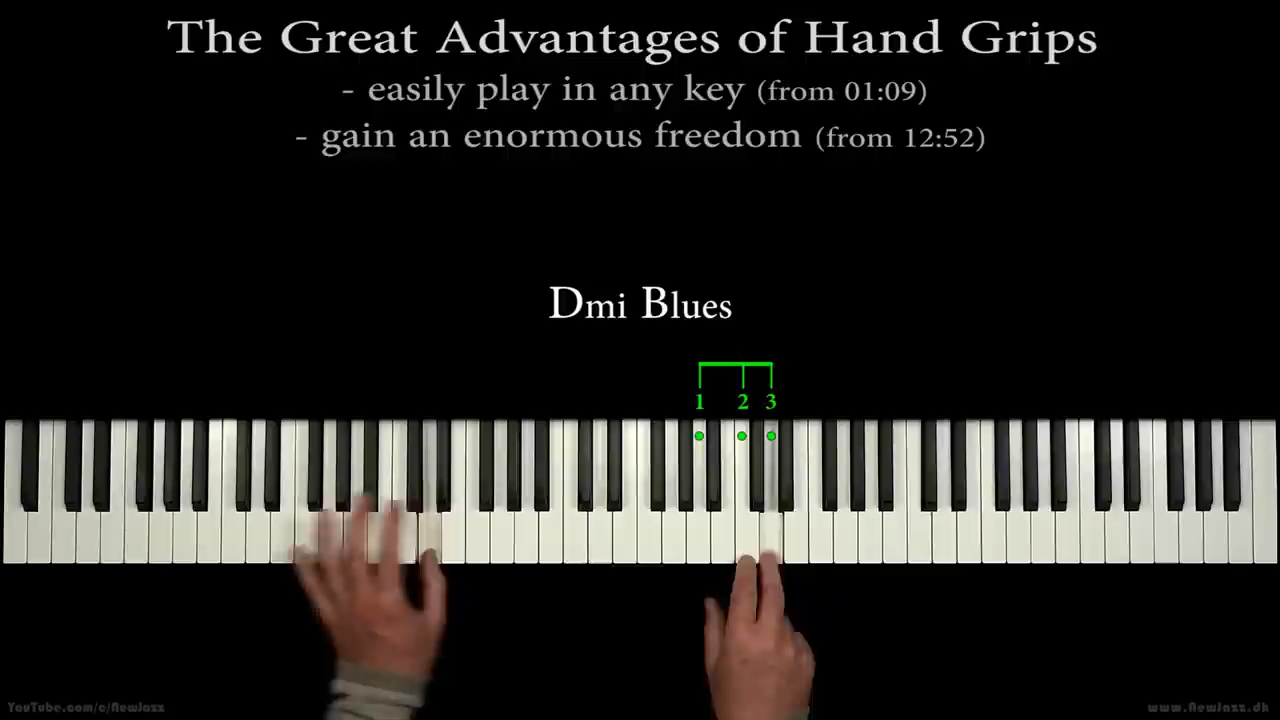 The Great Advantages of Hand Grips
- easily play in any key (from 01:09)
- gain an enormous freedom (from 12:52)
Dmi Blues
1 2 3
YouTube.com/c/NewJazz
www.NewJazz.dk